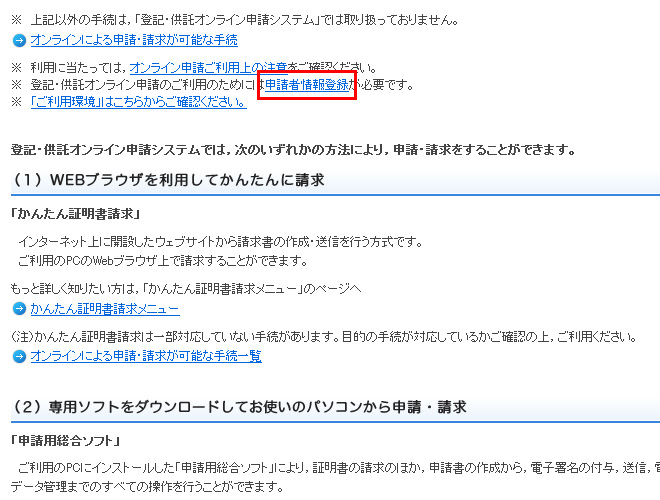 ※ 上記以外の手続は，「登記・供託オンライン申請システム」では取り扱っておりません。
オンラインによる申請・請求が可能な手続
※ 利用に当たっては，オンライン申請ご利用上の注意をご確認ください。
※ 登記・供託オンライン申請のご利用のためには申請者情報登録が必要です。
※ 「ご利用環境」はこちらからご確認ください。
登記・供託オンライン申請システムでは，次のいずれかの方法により，申請・請求をすることができます。
（１）WEBブラウザを利用してかんたんに請求
「かんたん証明書請求」
インターネット上に開設したウェブサイトから請求書の作成・送信を行う方式です。
ご利用のPCのWebブラウザ上で請求することができます。
もっと詳しく知りたい方は，「かんたん証明書請求メニュー」のページへ
かんたん証明書請求メニュー
（注）かんたん証明書請求は一部対応していない手続があります。目的の手続が対応しているかご確認の上，ご利用ください。
オンラインによる申請・請求が可能な手続一覧
（２）専用ソフトをダウンロードしてお使いのパソコンから申請・請求
「申請用総合ソフト」
ご利用のPCにインストールした「申請用総合ソフト」により，証明書の請求のほか，申請書の作成から，電子署名の付与，送信，
データ管理までのすべての操作を行うことができます。